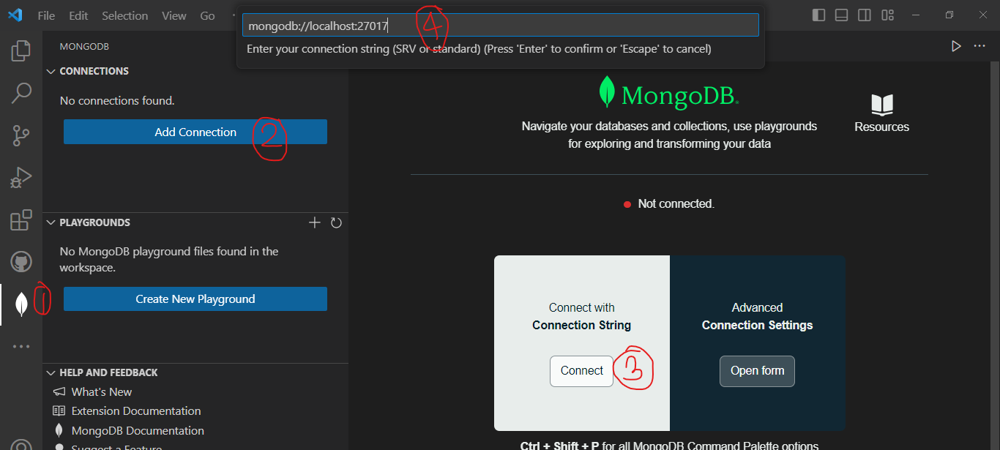 File Edit Selection View Go
mongodb://localhost:27017
4
Enter your connection string (SRV or standard) (Press 'Enter' to confirm or 'Escape' to cancel)
MONGODB
CONNECTIONS
No connections found.
Add Connection
2
PLAYGROUNDS
No MongoDB playground files found in the
workspace.
1
Create New Playground
HELP AND FEEDBACK
What's New
Extension Documentation
MongoDB Documentation
Suggest a Feature
MongoDB.
Navigate your databases and collections, use playgrounds
for exploring and transforming your data
Resources
Not connected.
Connect with
Connection String
Connect
3
Advanced
Connection Settings
Open form
Ctrl + Shift + P for all MongoDB Command Palette options